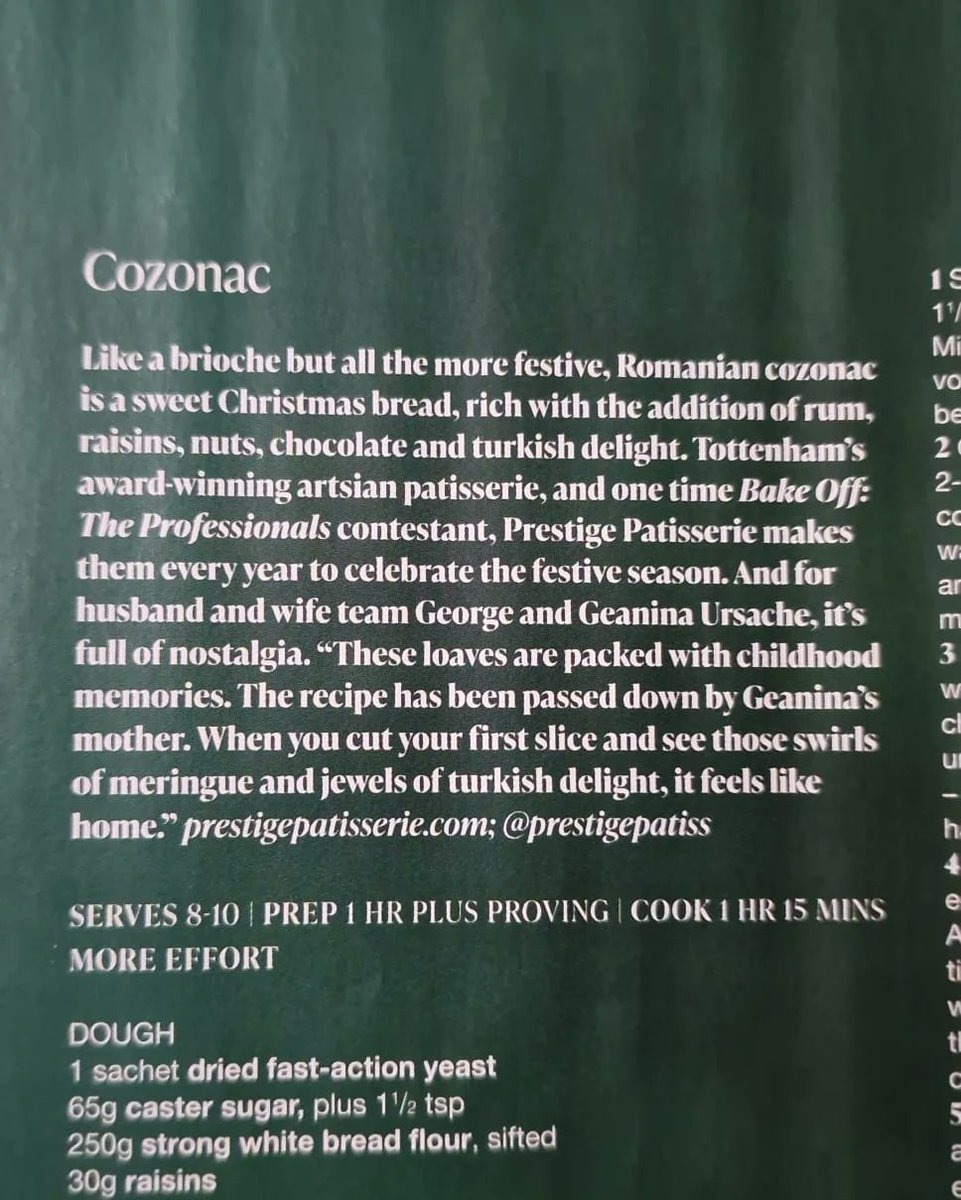 Cozonac
Like a brioche but all the more festive, Romanian cozonac
is a sweet Christmas bread, rich with the addition of rum,
raisins, nuts, chocolate and turkish delight. Tottenham's
award-winning artsian patisserie, and one time Bake Off:
The Professionals contestant, Prestige Patisserie makes
them every year to celebrate the festive season. And for
husband and wife team George and Geanina Ursache, it's
full of nostalgia. “These loaves are packed with childhood
memories. The recipe has been passed down by Geanina's
mother. When you cut your first slice and see those swirls
of meringue and jewels of turkish delight, it feels like
home.” prestigepatisserie.com; @prestigepatiss
SERVES 8-10 | PREP 1 HR PLUS PROVING | COOK 1 HR 15 MINS
MORE EFFORT
DOUGH
1 sachet dried fast-action yeast
65g caster sugar, plus 1½ tsp
250g strong white bread flour, sifted
30g raisins
1
2
2-
3
–
4
5